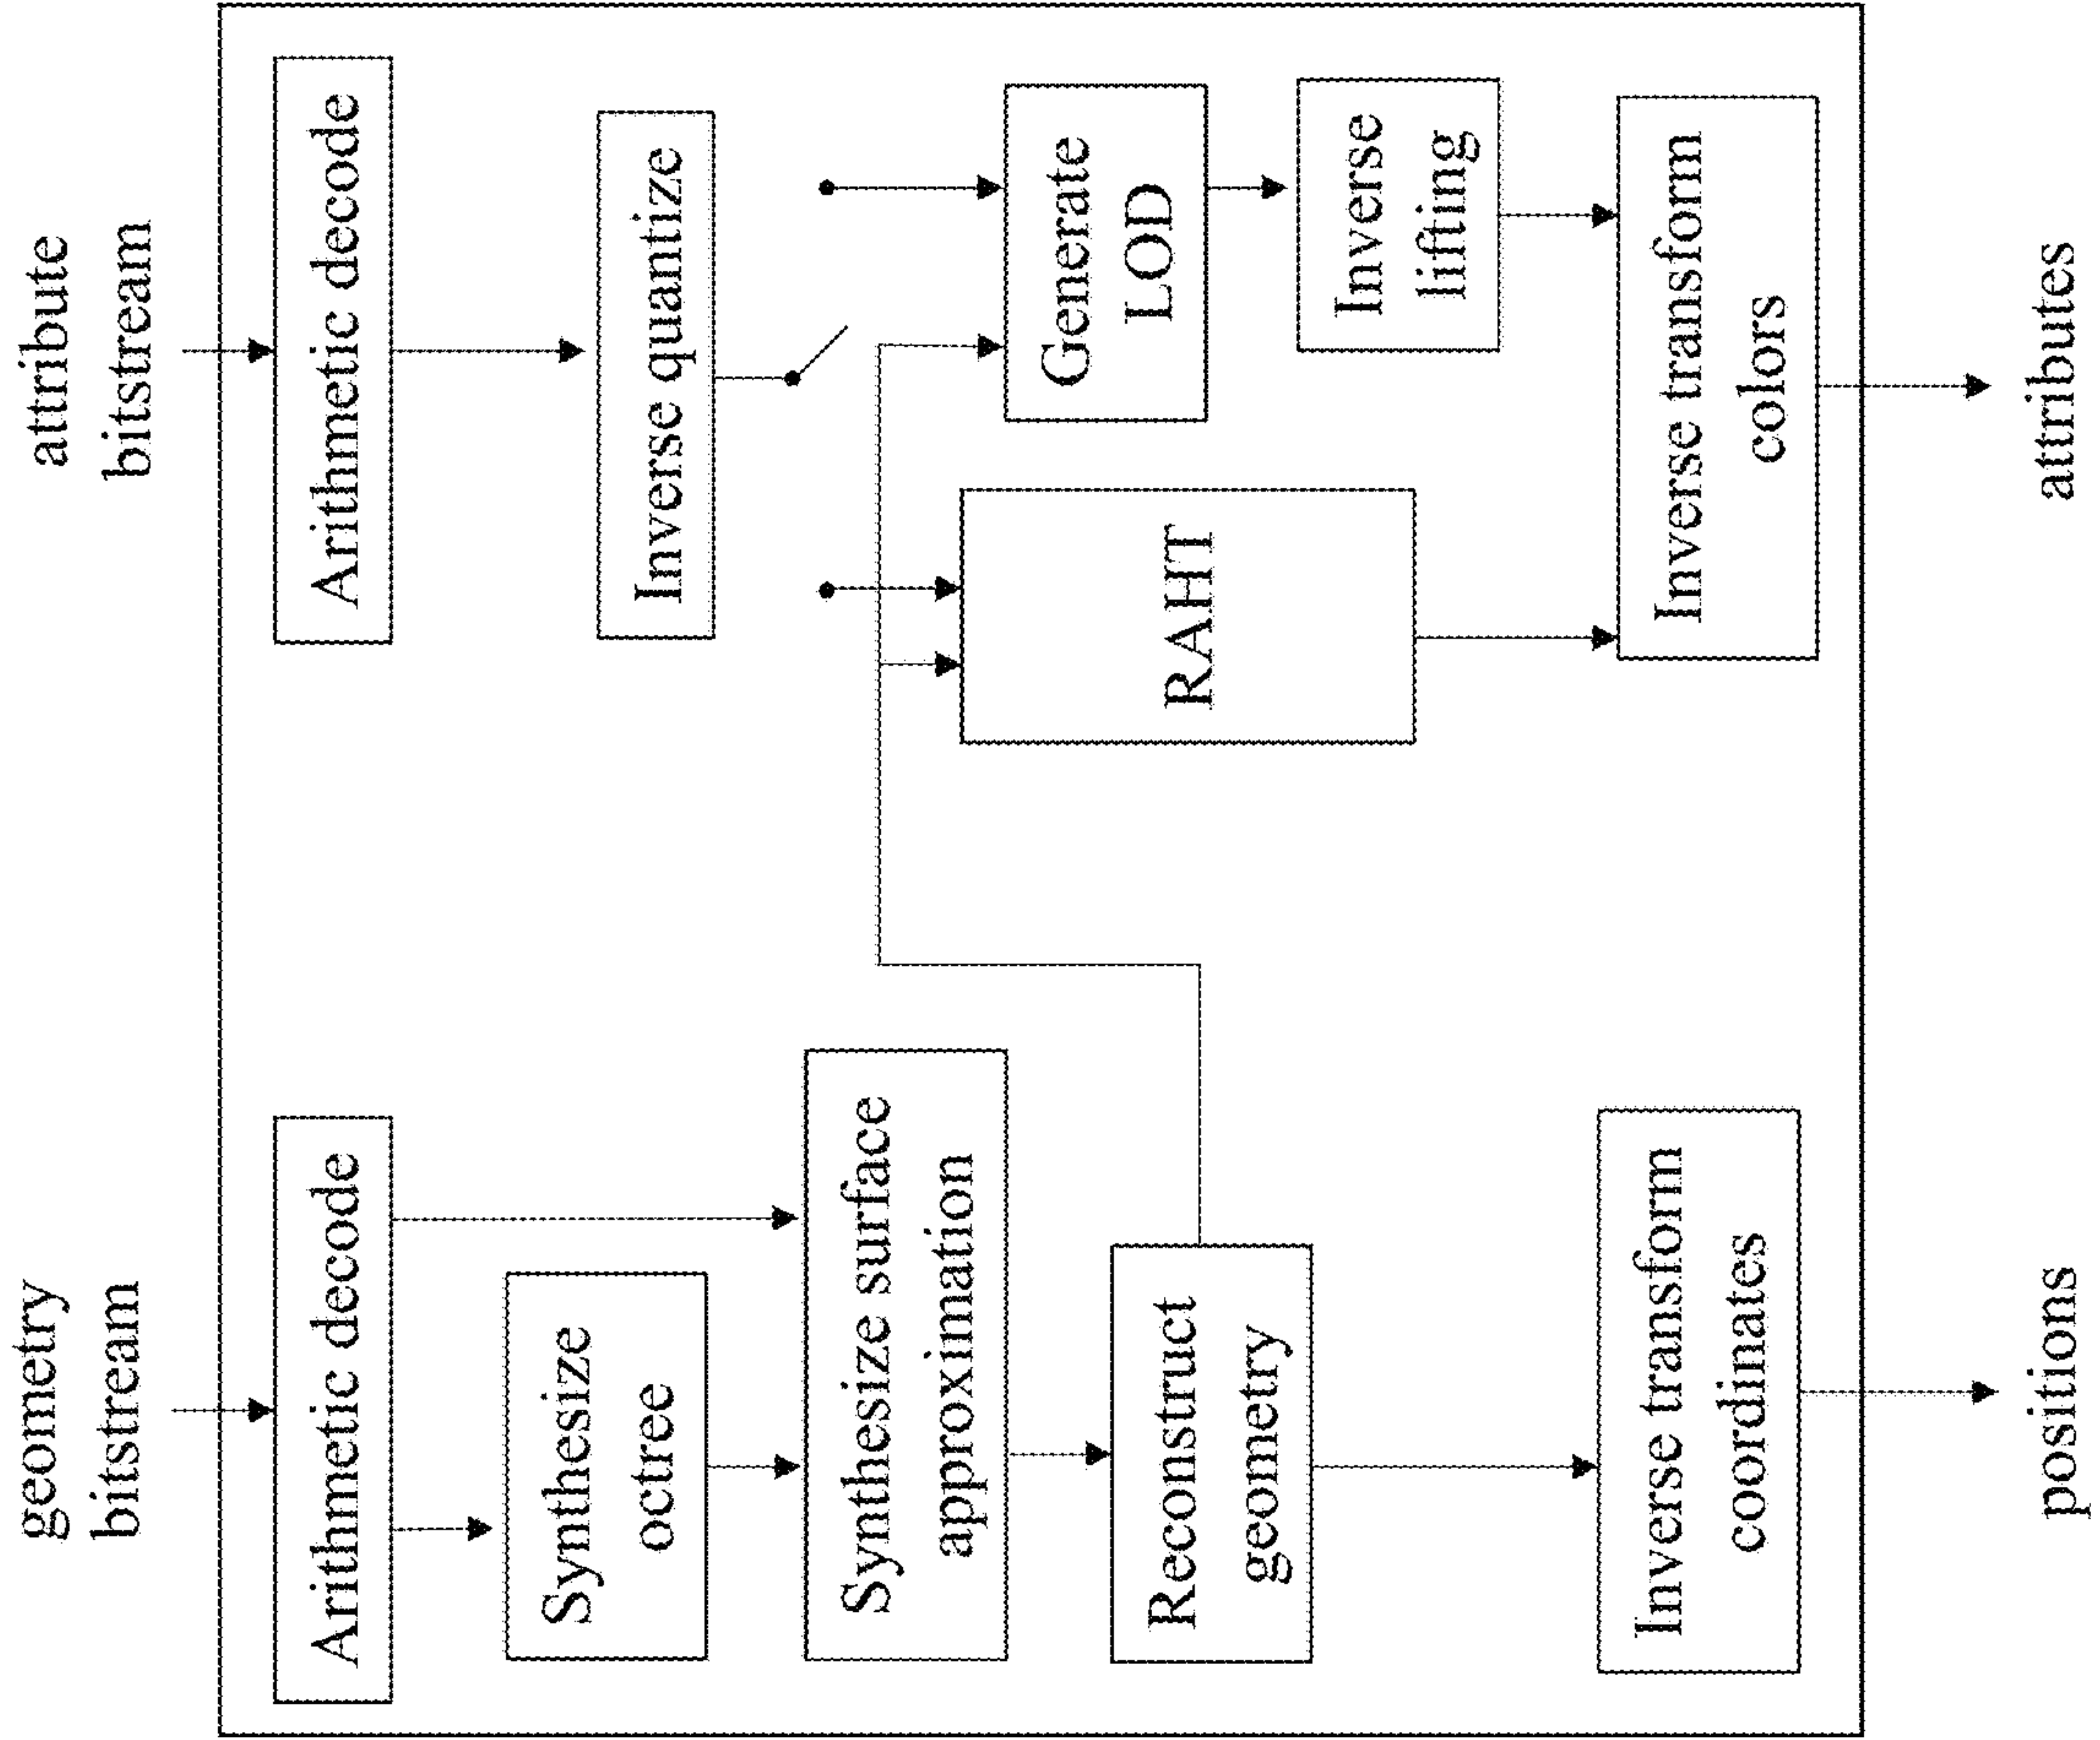 geometry
bitstream
Arithmetic decode
Synthesize
octree
Synthesize surface
approximation
Reconstruct
geometry
Inverse transform
coordinates
positions
attribute
bitstream
Arithmetic decode
Inverse quantize
RAHT
Generate
LOD
Inverse
lifting
Inverse transform
colors
attributes